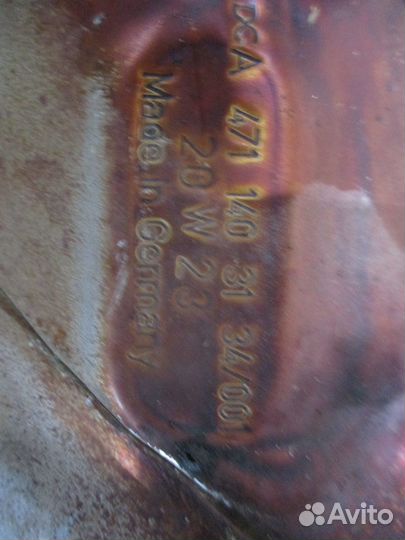 DCA 471 140 31 34/001
20 W 23
Made in Germany
Avito